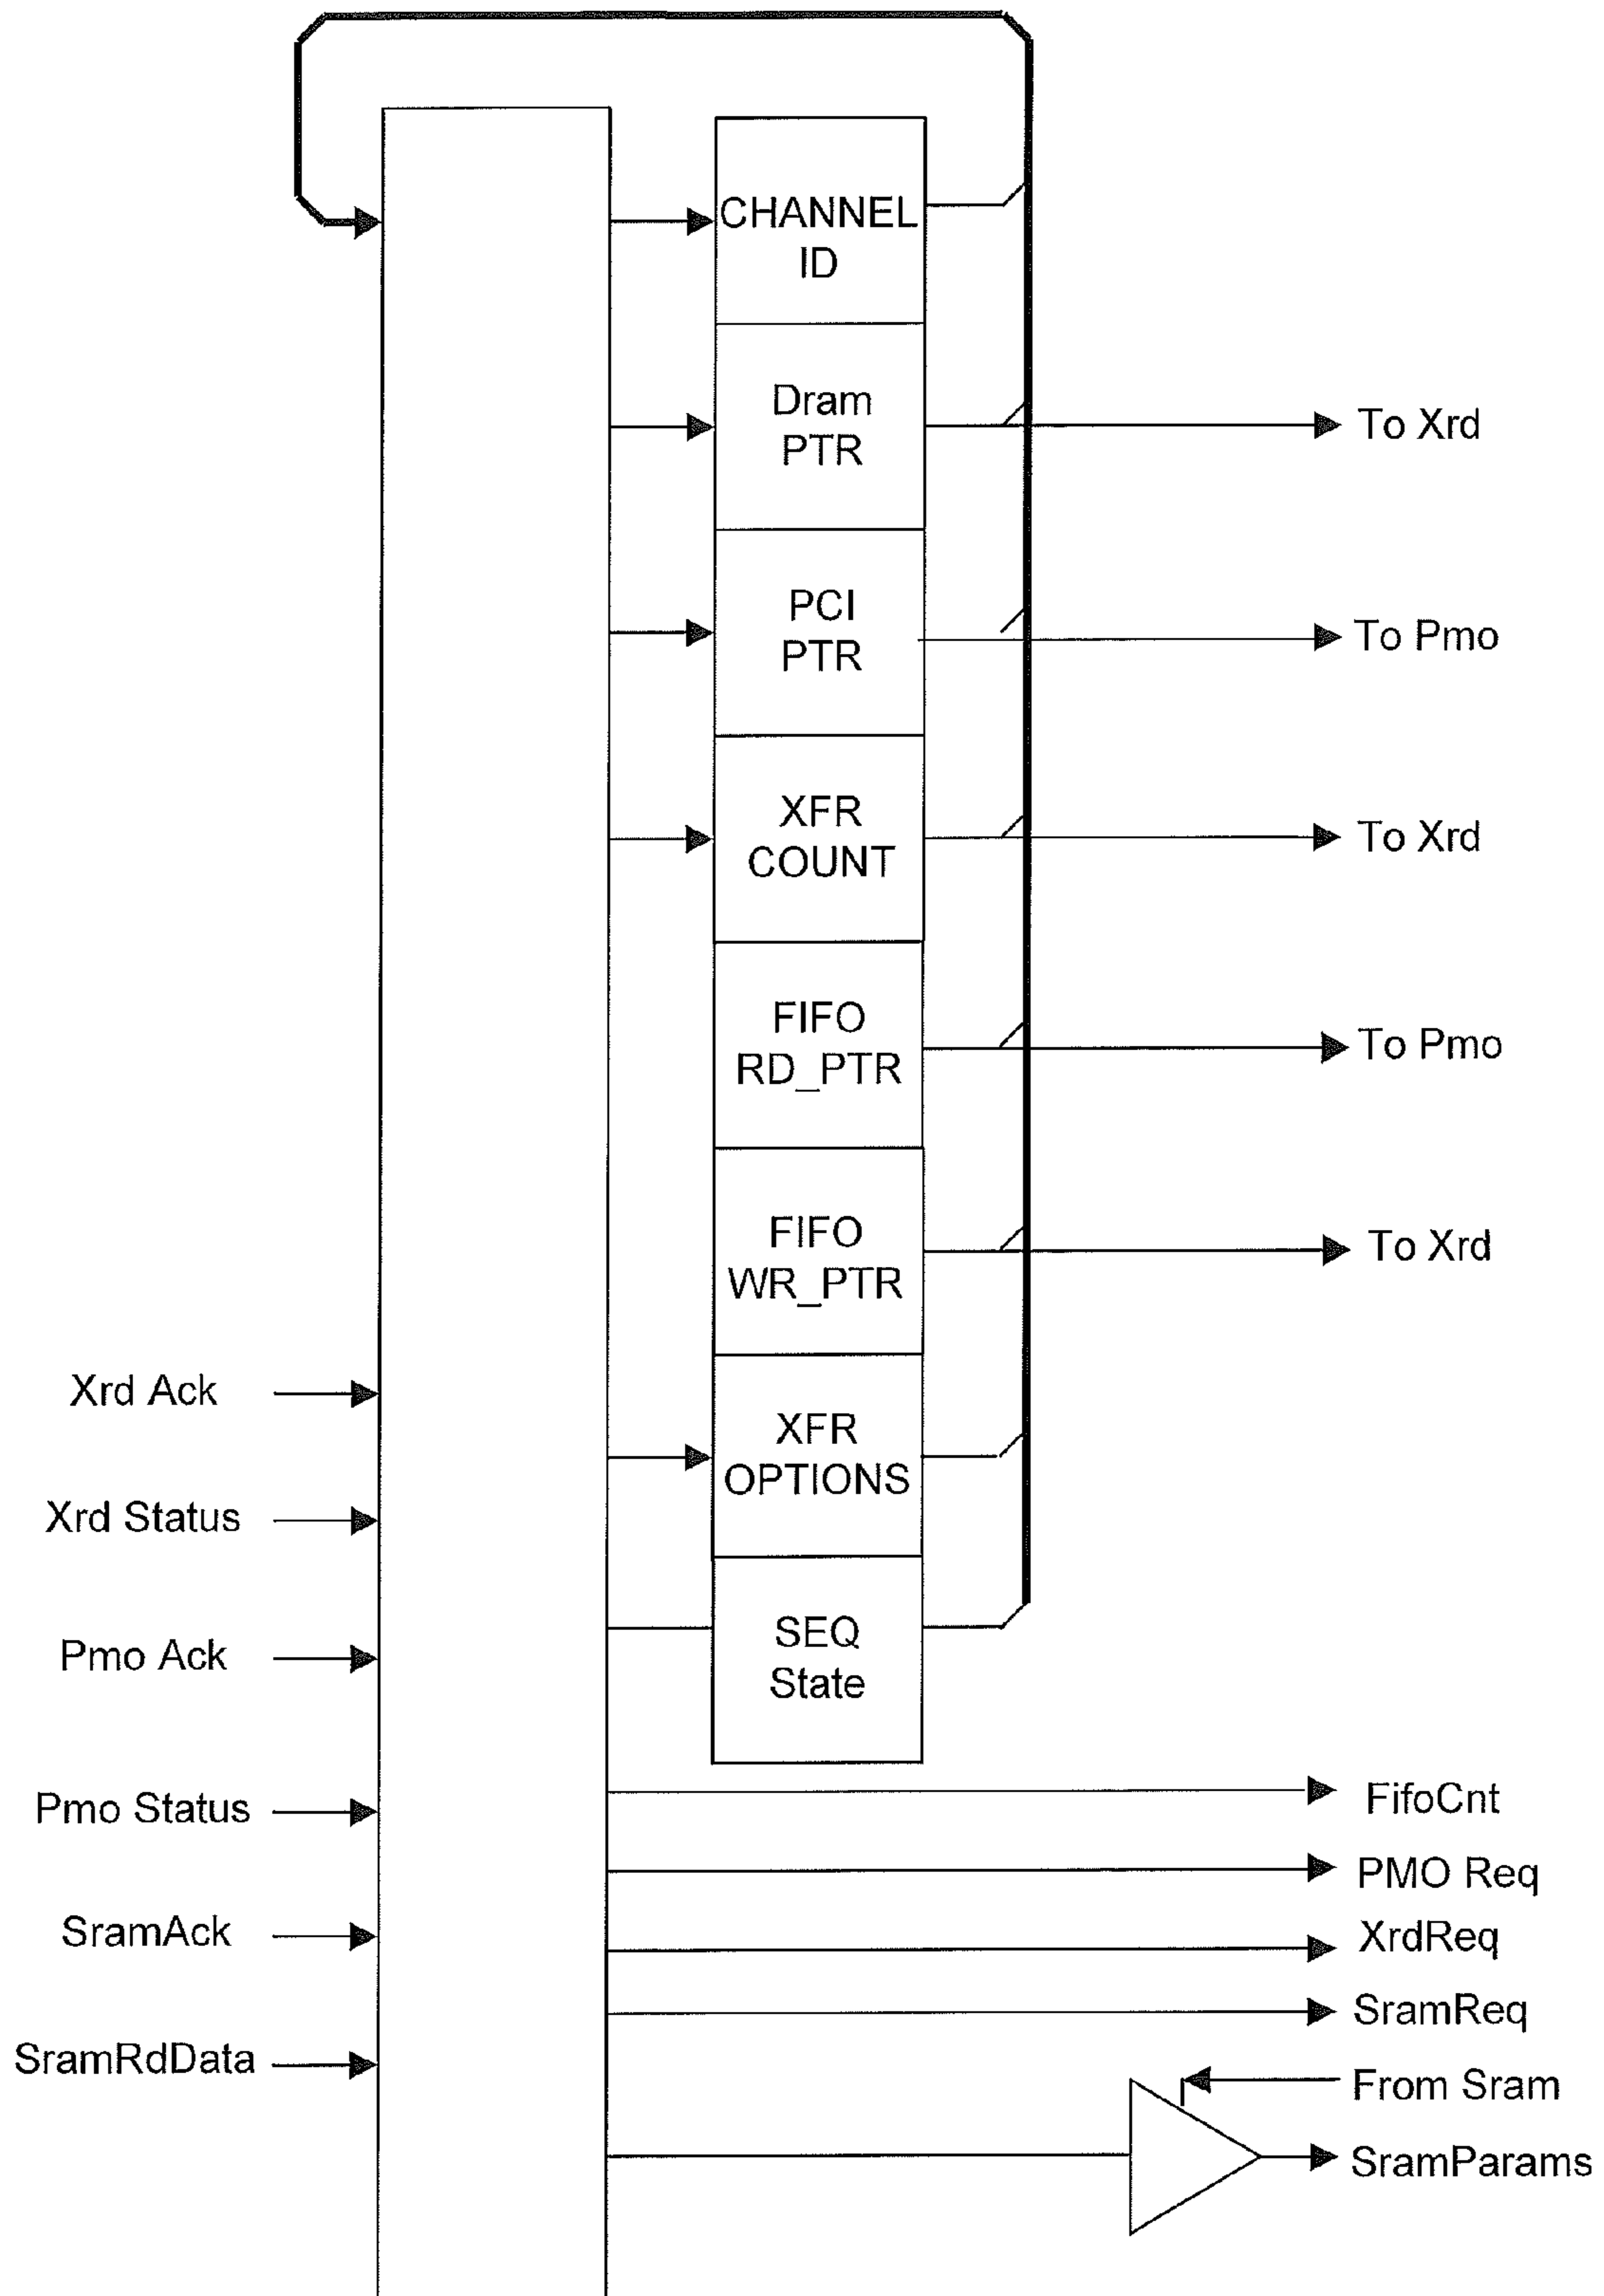 CHANNEL
ID
Dram
PTR
To Xrd
PCI
PTR
To Pmo
XFR
COUNT
To Xrd
FIFO
RD_PTR
To Pmo
FIFO
WR_PTR
To Xrd
XFR
OPTIONS
SEQ
State
Xrd Ack
Xrd Status
Pmo Ack
Pmo Status
SramAck
SramRdData
FifoCnt
PMO Req
XrdReq
SramReq
From Sram
SramParams